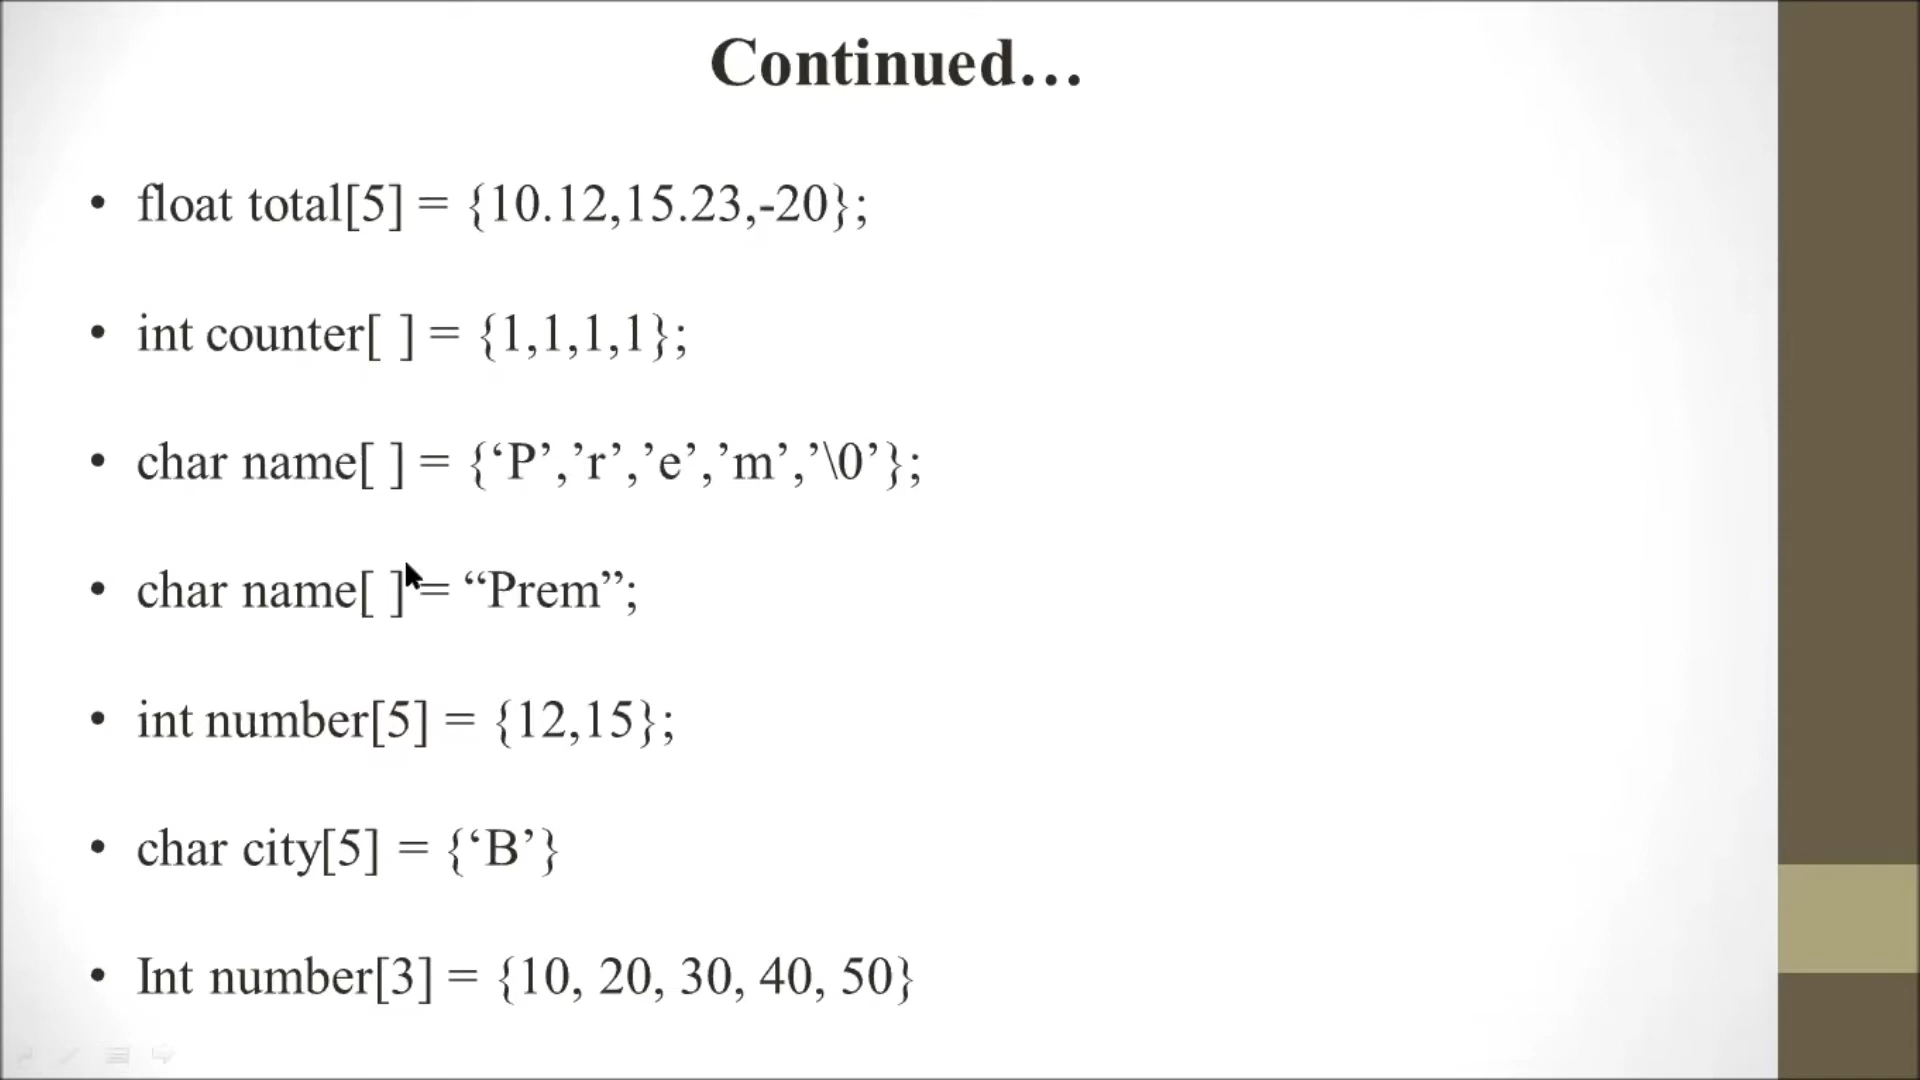 Continued…
• float total[5] = {10.12,15.23,-20};
• int counter[ ] = {1,1,1,1};
• char name[ ] = {‘P’,’r’,’e’,’m’,’\0’};
• char name[ ] = “Prem”;
• int number[5] = {12,15};
• char city[5] = {‘B’}
• Int number[3] = {10, 20, 30, 40, 50}